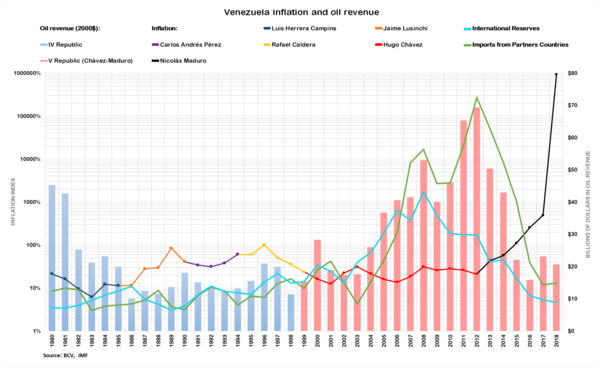 Venezuela inflation and oil revenue
Oil revenue (2000$): Inflation: Luis Herrera Campins Jaime Lusinchi International Reserves
IV Republic Carlos Andrés Pérez Rafael Caldera Hugo Chávez Imports from Partners Countries
V Republic (Chávez-Maduro) Nicolás Maduro
1000000% $80
$70
100000%
$60
10000% $50
INFLATION INDEX
1000% $40
BILLIONS OF DOLLARS IN OIL REVENUE
$30
100%
$20
10%
$10
1% $0
1980 1981 1982 1983 1984 1985 1986 1987 1988 1989 1990 1991 1992 1993 1994 1995 1996 1997 1998 1999 2000 2001 2002 2003 2004 2005 2006 2007 2008 2009 2010 2011 2012 2013 2014 2015 2016 2017 2018
Source: BCV, IMF